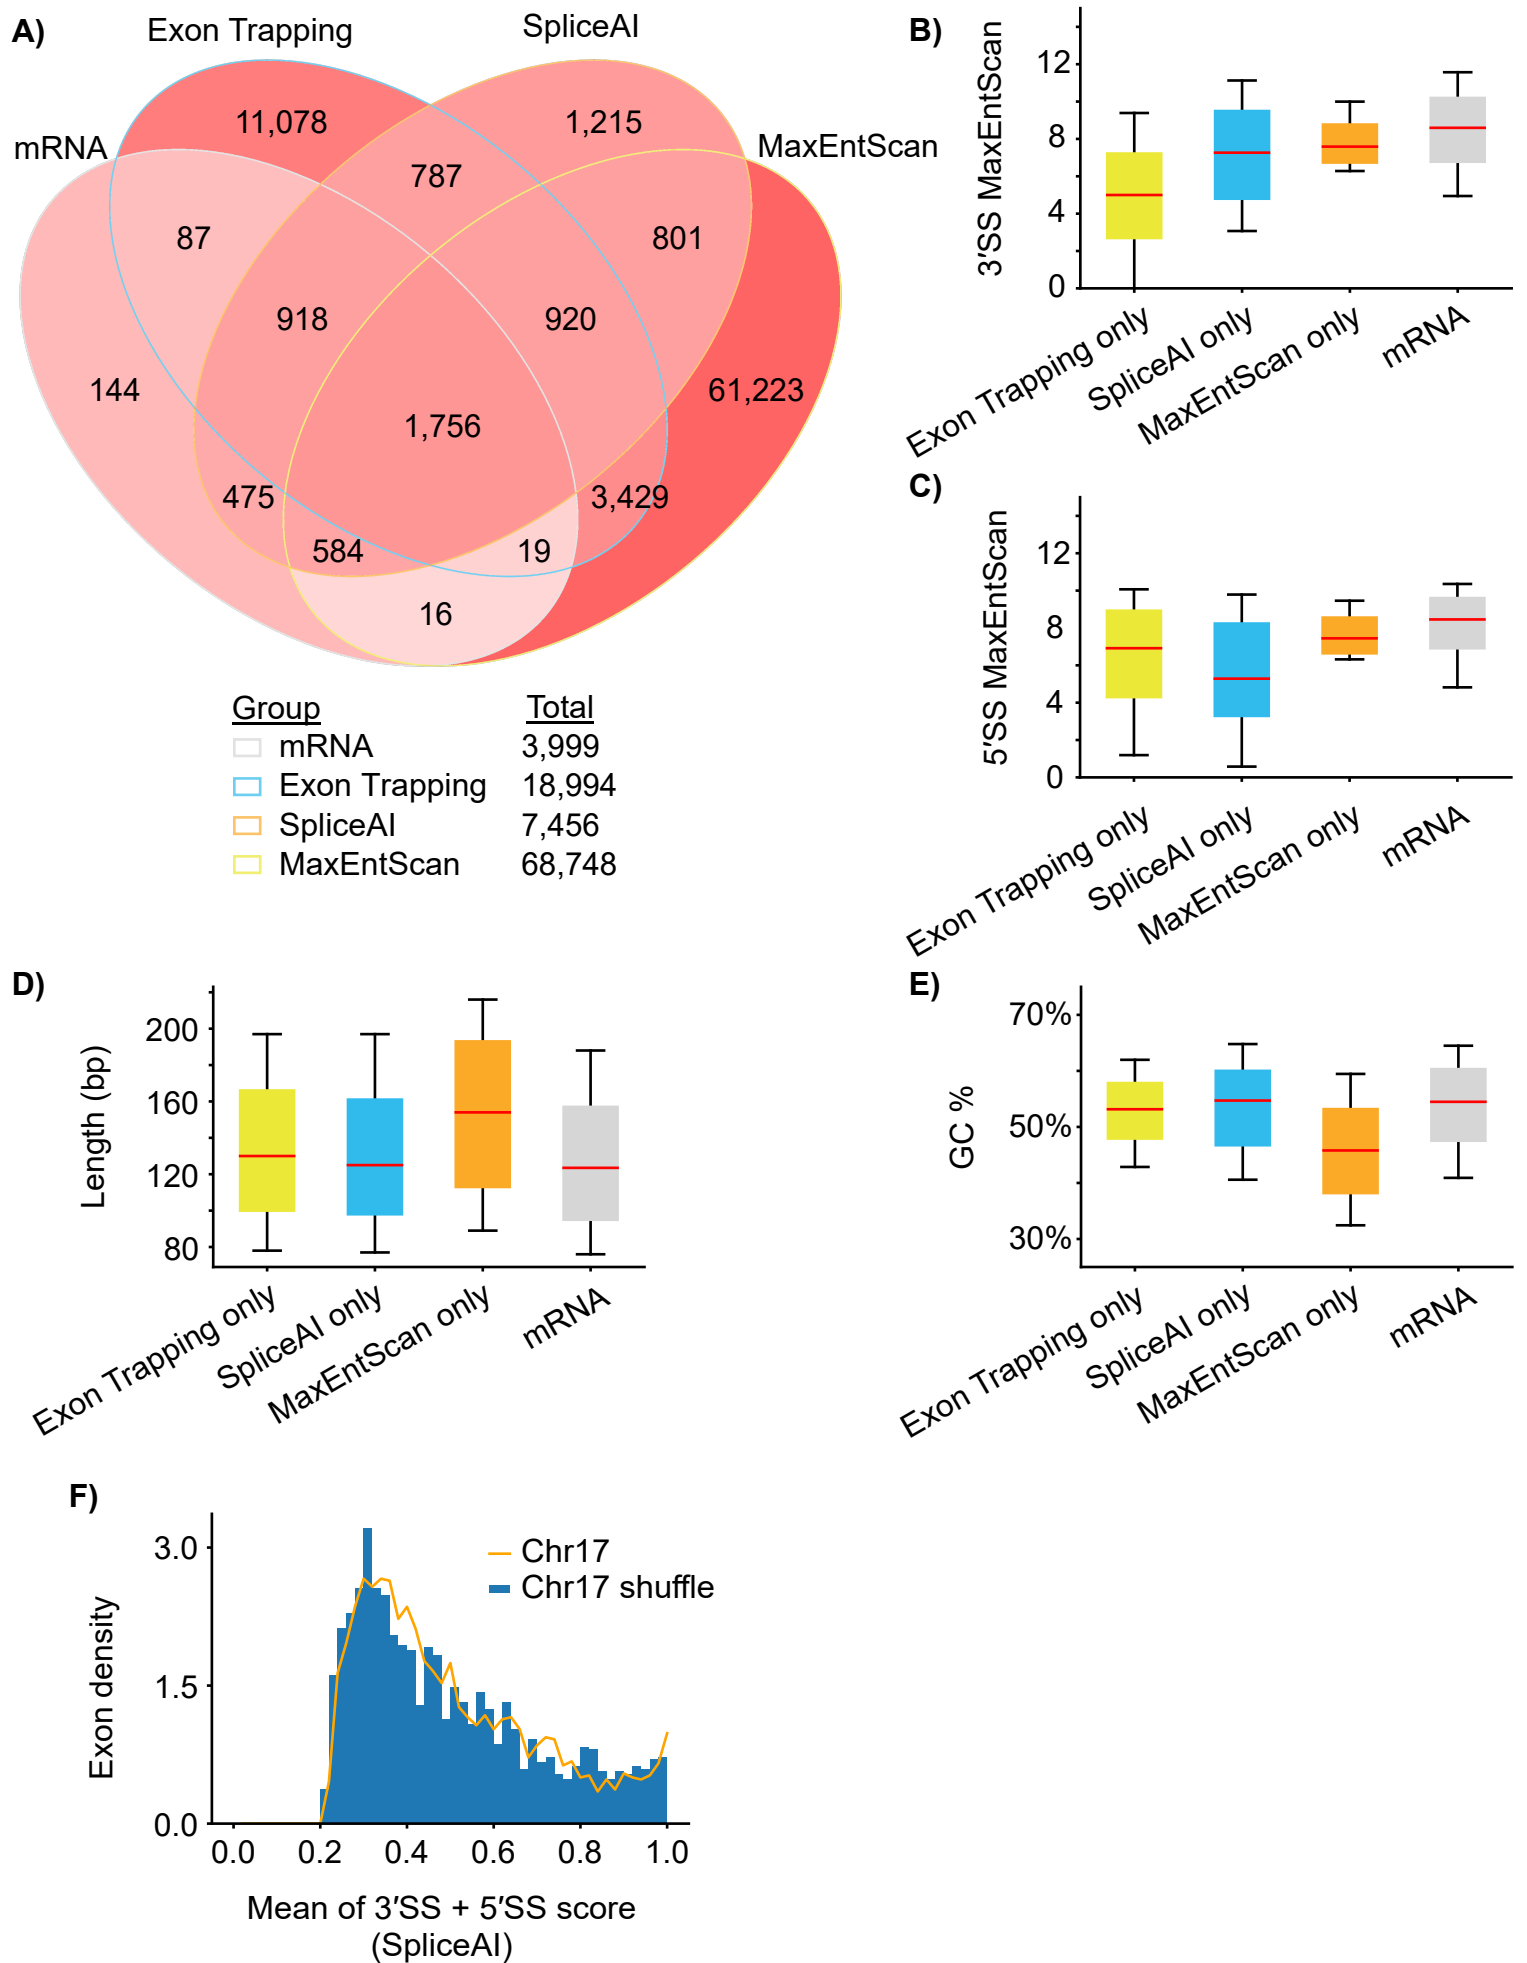 A)
Exon Trapping
SpliceAI
mRNA
MaxEntScan
11,078
1,215
787
87
801
918
920
144
61,223
1,756
475
3,429
584
19
16
Group Total
mRNA 3,999
Exon Trapping 18,994
SpliceAI 7,456
MaxEntScan 68,748
B)
3'SS MaxEntScan
12
8
4
0
Exon Trapping only
SpliceAI only
MaxEntScan only
mRNA
C)
5'SS MaxEntScan
12
8
4
0
Exon Trapping only
SpliceAI only
MaxEntScan only
mRNA
D)
Length (bp)
200
160
120
80
Exon Trapping only
SpliceAI only
MaxEntScan only
mRNA
E)
GC %
70%
50%
30%
Exon Trapping only
SpliceAI only
MaxEntScan only
mRNA
F)
Exon density
3.0
1.5
0.0
Chr17
Chr17 shuffle
0.0 0.2 0.4 0.6 0.8 1.0
Mean of 3'SS + 5'SS score
(SpliceAI)